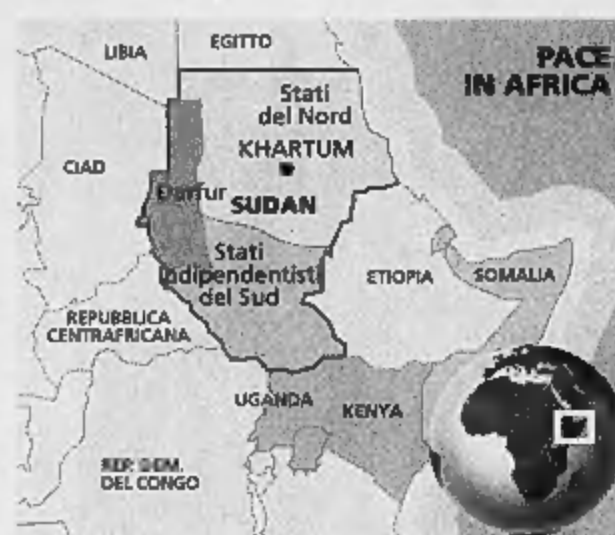 LIBIA
EGITTO
PACE
IN AFRICA
Stati
del Nord
KHARTUM
CIAD
Darfur
SUDAN
Stati
indipendentisti
del Sud
ETIOPIA
SOMALIA
REPUBBLICA
CENTRAFRICANA
UGANDA
KENYA
REP. DEM.
DEL CONGO